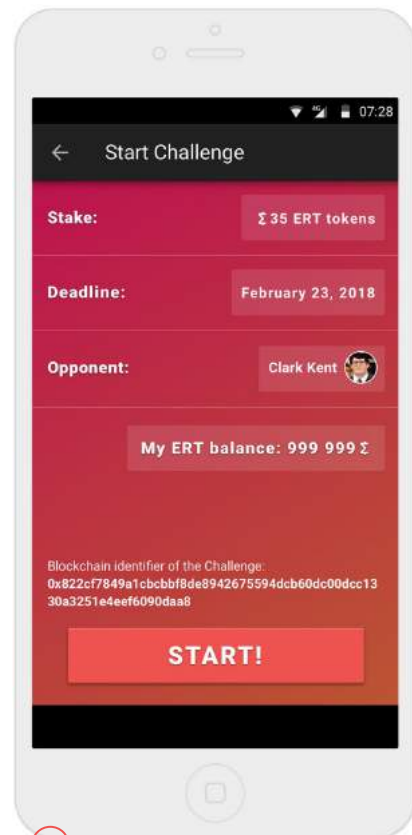 4G 07:28
Start Challenge
Stake: Σ 35 ERT tokens
Deadline: February 23, 2018
Opponent: Clark Kent
My ERT balance: 999 999 Σ
Blockchain identifier of the Challenge:
0x822cf7849a1cbcbbf8de8942675594dcb60dc00dcc13
30a3251e4eef6090daa8
START!